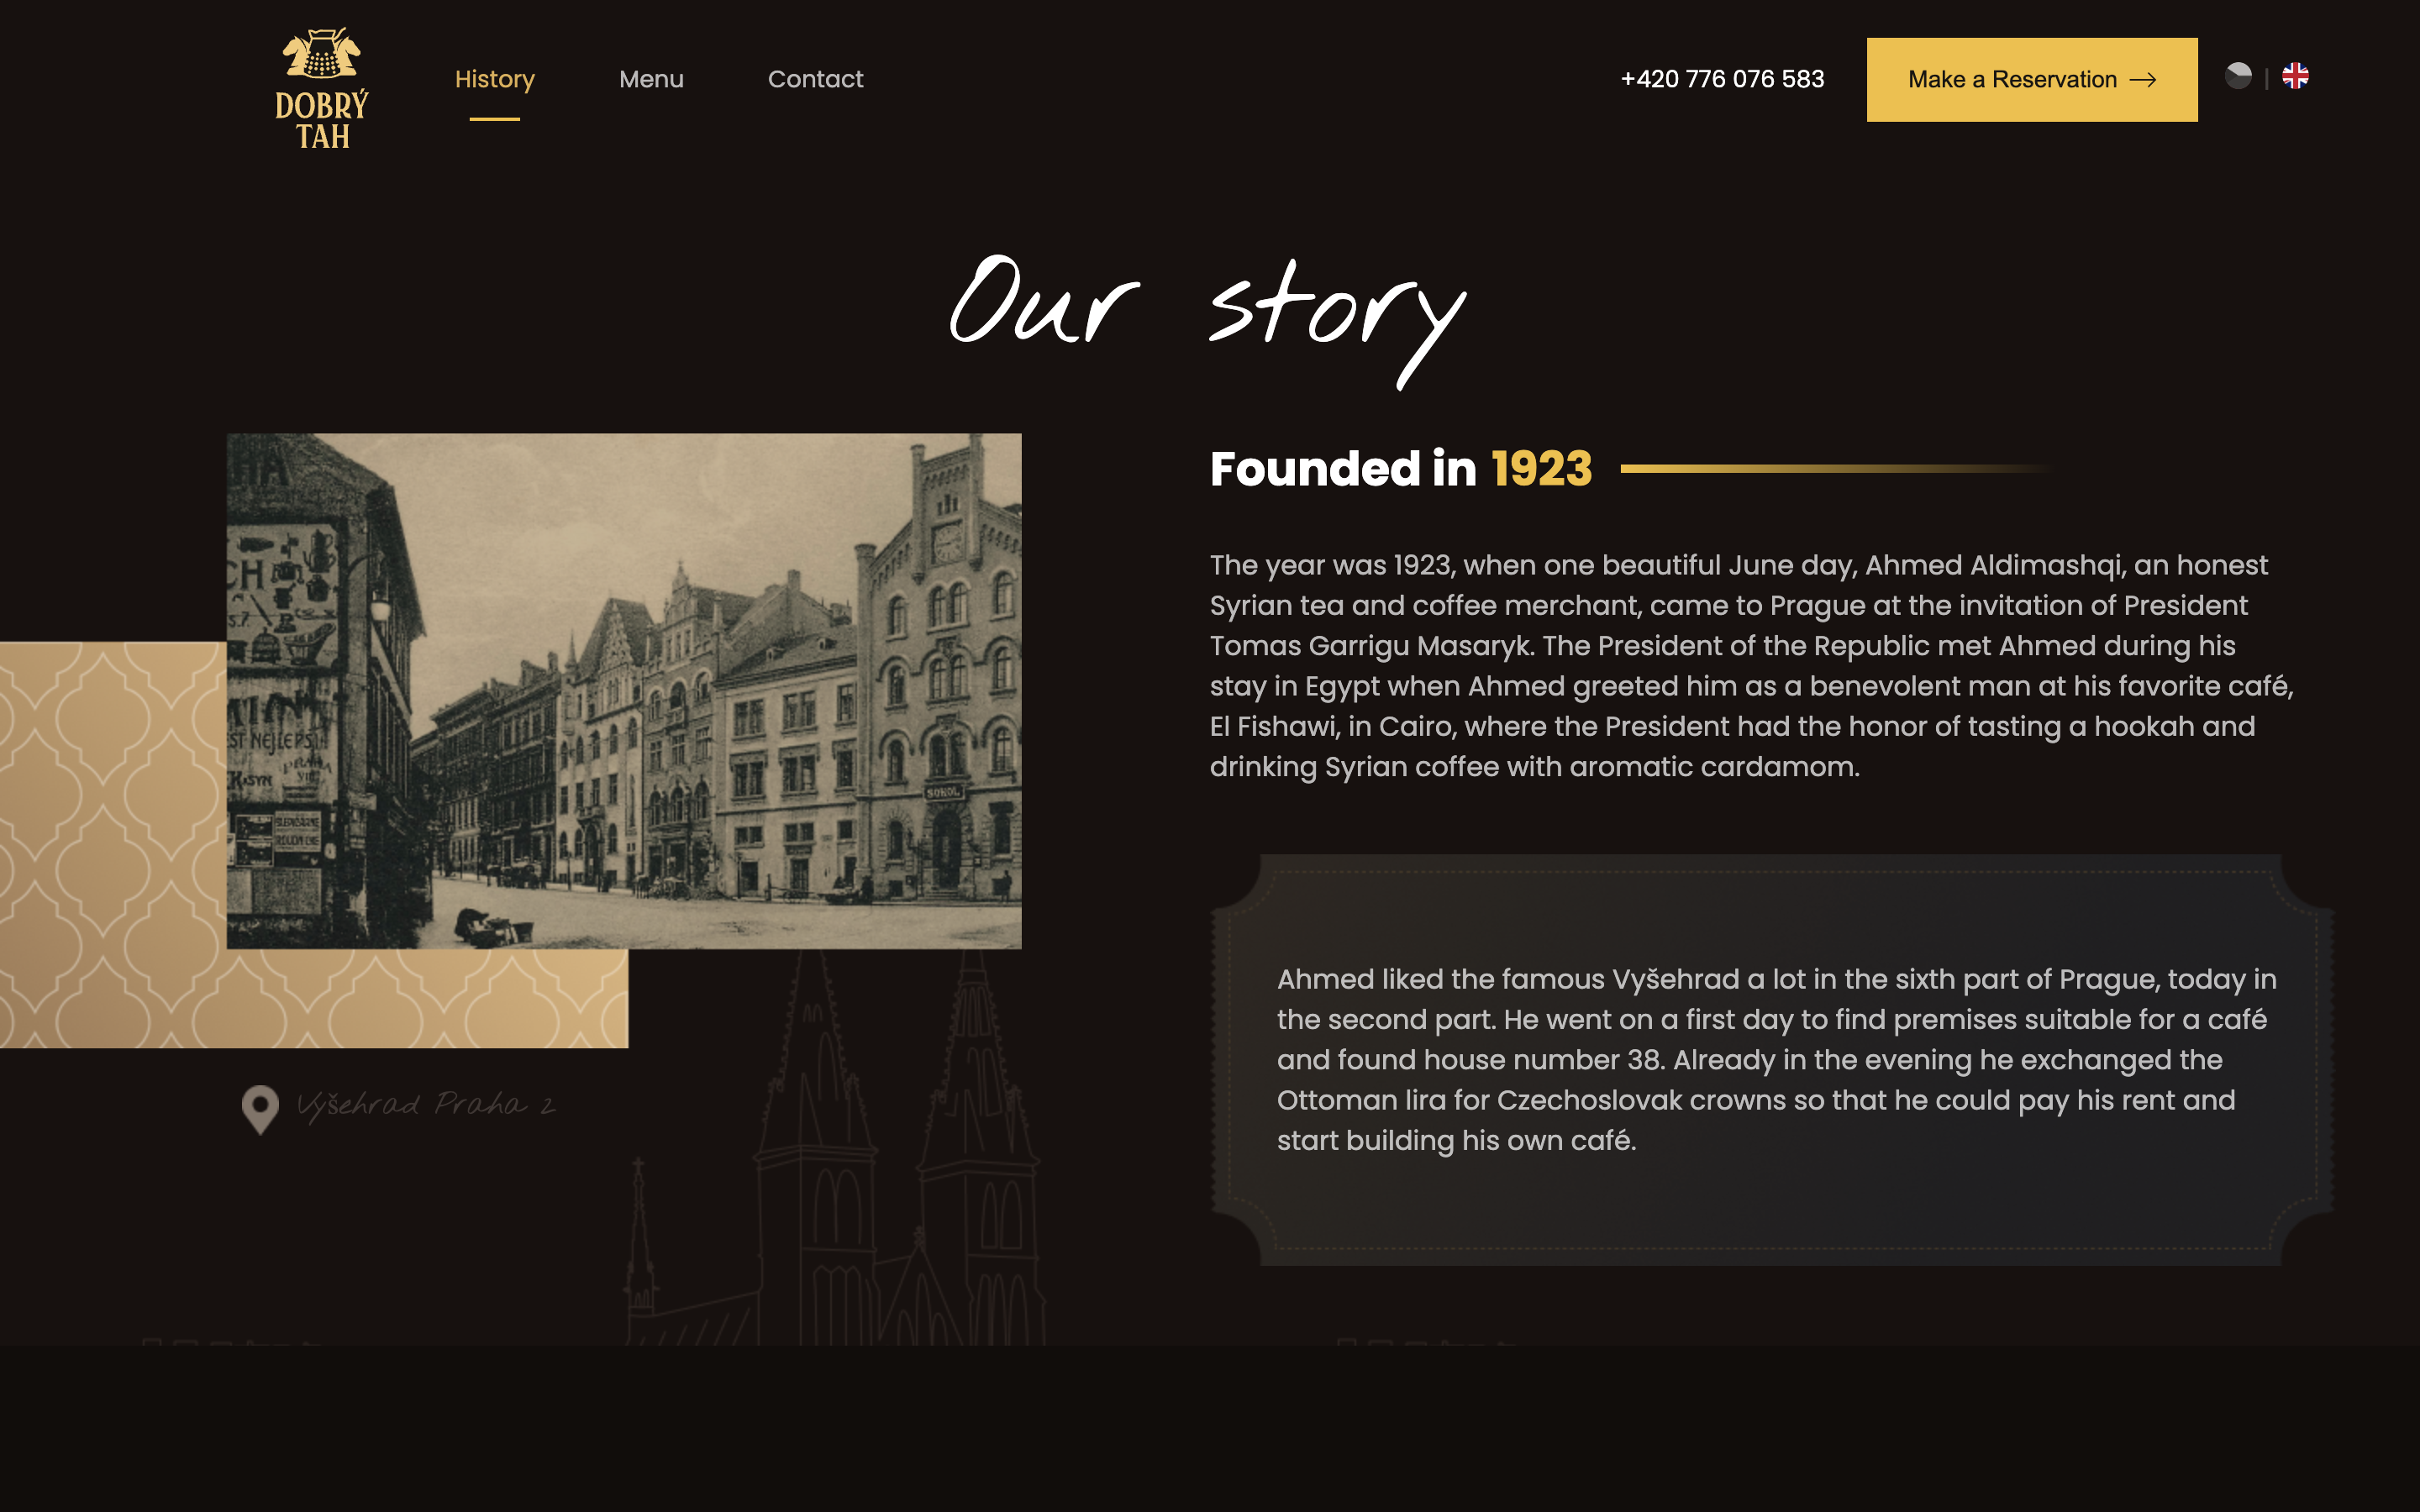 DOBRÝ
TAH
History
Menu
Contact
+420 776 076 583
Make a Reservation
Our story
Founded in 1923
The year was 1923, when one beautiful June day, Ahmed Aldimashqi, an honest
Syrian tea and coffee merchant, came to Prague at the invitation of President
Tomas Garrigu Masaryk. The President of the Republic met Ahmed during his
stay in Egypt when Ahmed greeted him as a benevolent man at his favorite café,
El Fishawi, in Cairo, where the President had the honor of tasting a hookah and
drinking Syrian coffee with aromatic cardamom.
Ahmed liked the famous Vyšehrad a lot in the sixth part of Prague, today in
the second part. He went on a first day to find premises suitable for a café
and found house number 38. Already in the evening he exchanged the
Ottoman lira for Czechoslovak crowns so that he could pay his rent and
start building his own café.
SOKOL
Vyšehrad Praha 2